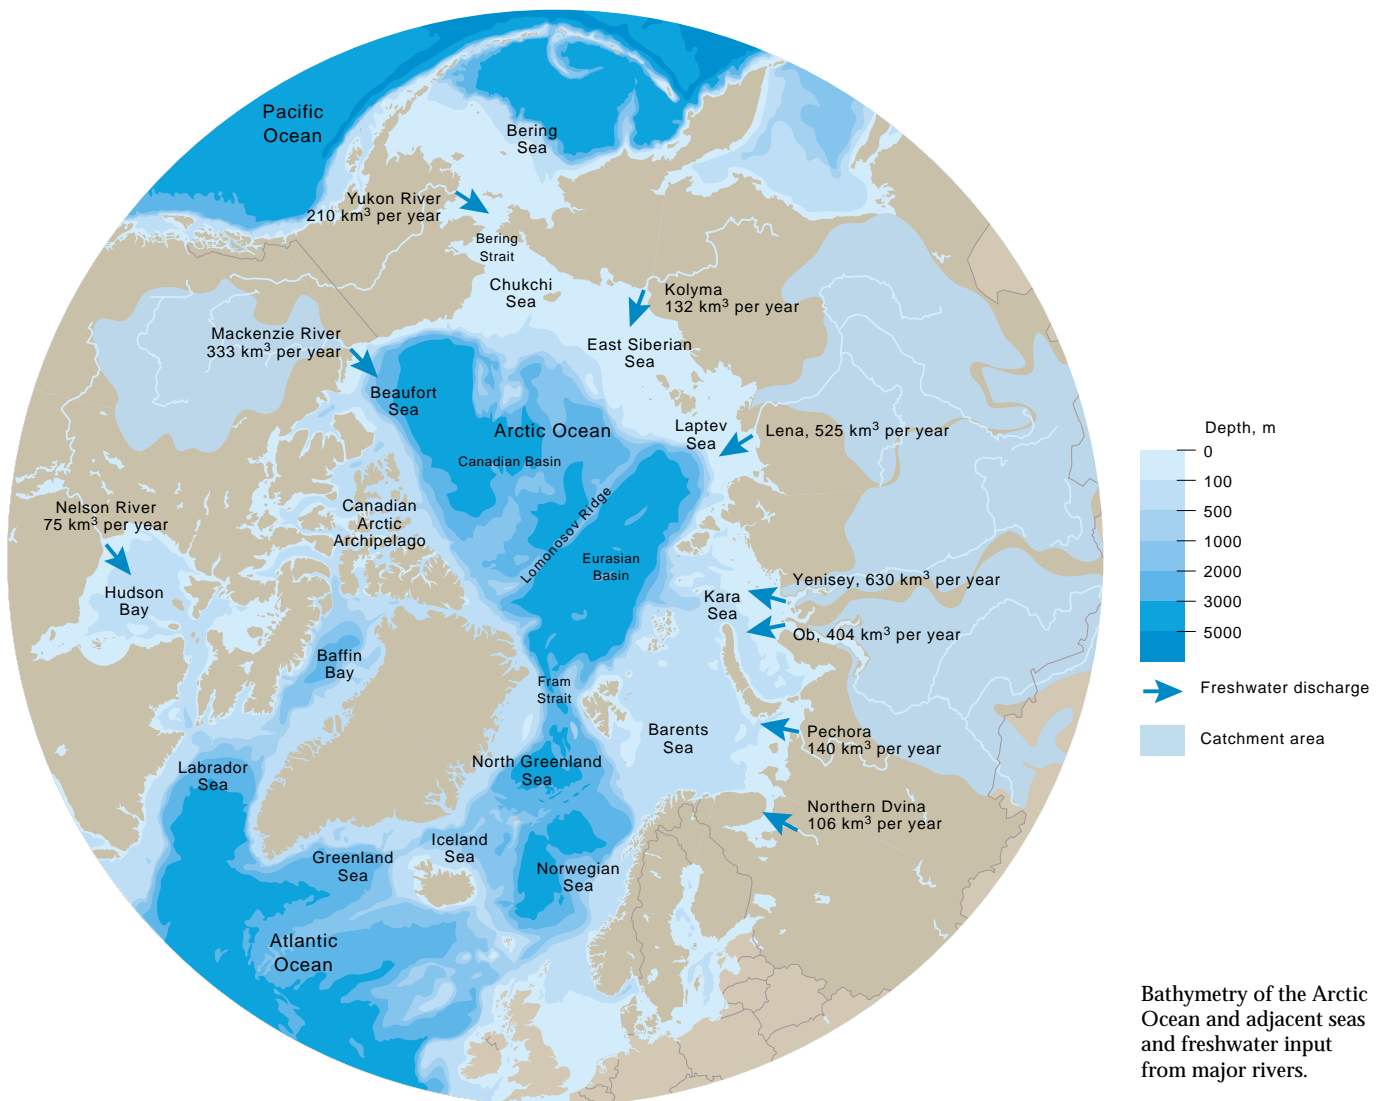 Pacific
Ocean
Bering
Sea
Yukon River
210 km³ per year
Bering
Strait
Chukchi
Sea
Kolyma
132 km³ per year
Mackenzie River
333 km³ per year
East Siberian
Sea
Beaufort
Sea
Arctic Ocean
Laptev
Sea
Lena, 525 km³ per year
Canadian Basin
Canadian
Arctic
Archipelago
Lomonosov Ridge
Nelson River
75 km³ per year
Hudson
Bay
Eurasian
Basin
Kara
Sea
Yenisey, 630 km³ per year
Ob, 404 km³ per year
Baffin
Bay
Fram
Strait
Barents
Sea
Pechora
140 km³ per year
Labrador
Sea
North Greenland
Sea
Northern Dvina
106 km³ per year
Iceland
Sea
Greenland
Sea
Norwegian
Sea
Atlantic
Ocean
Depth, m
0
100
500
1000
2000
3000
5000
Freshwater discharge
Catchment area
Bathymetry of the Arctic
Ocean and adjacent seas
and freshwater input
from major rivers.